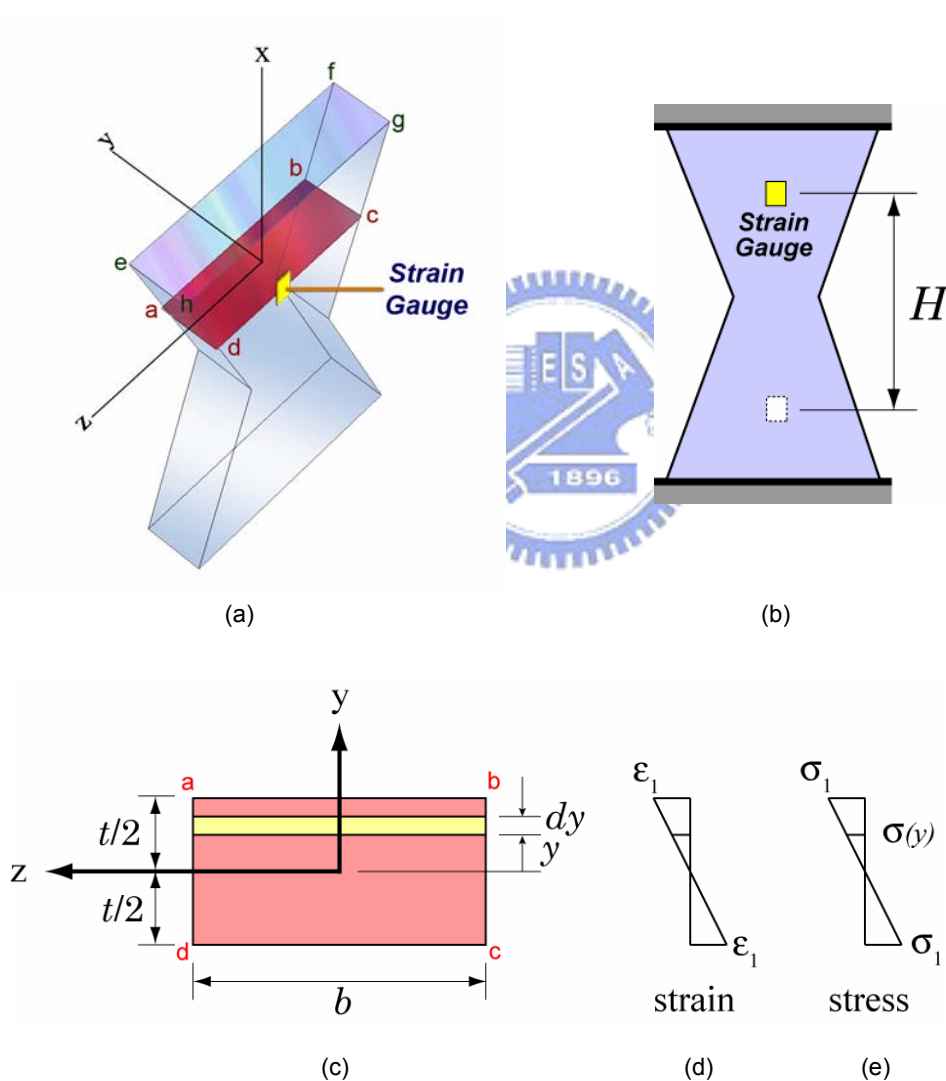 x
f
y
g
b
c
e
Strain
Gauge
a
h
d
z
(a)
Strain
Gauge
H
E S A
1896
(b)
y
a
b
t/2
dy
y
z
t/2
d
c
b
(c)
ε1
ε1
strain
(d)
σ1
σ(y)
σ1
stress
(e)